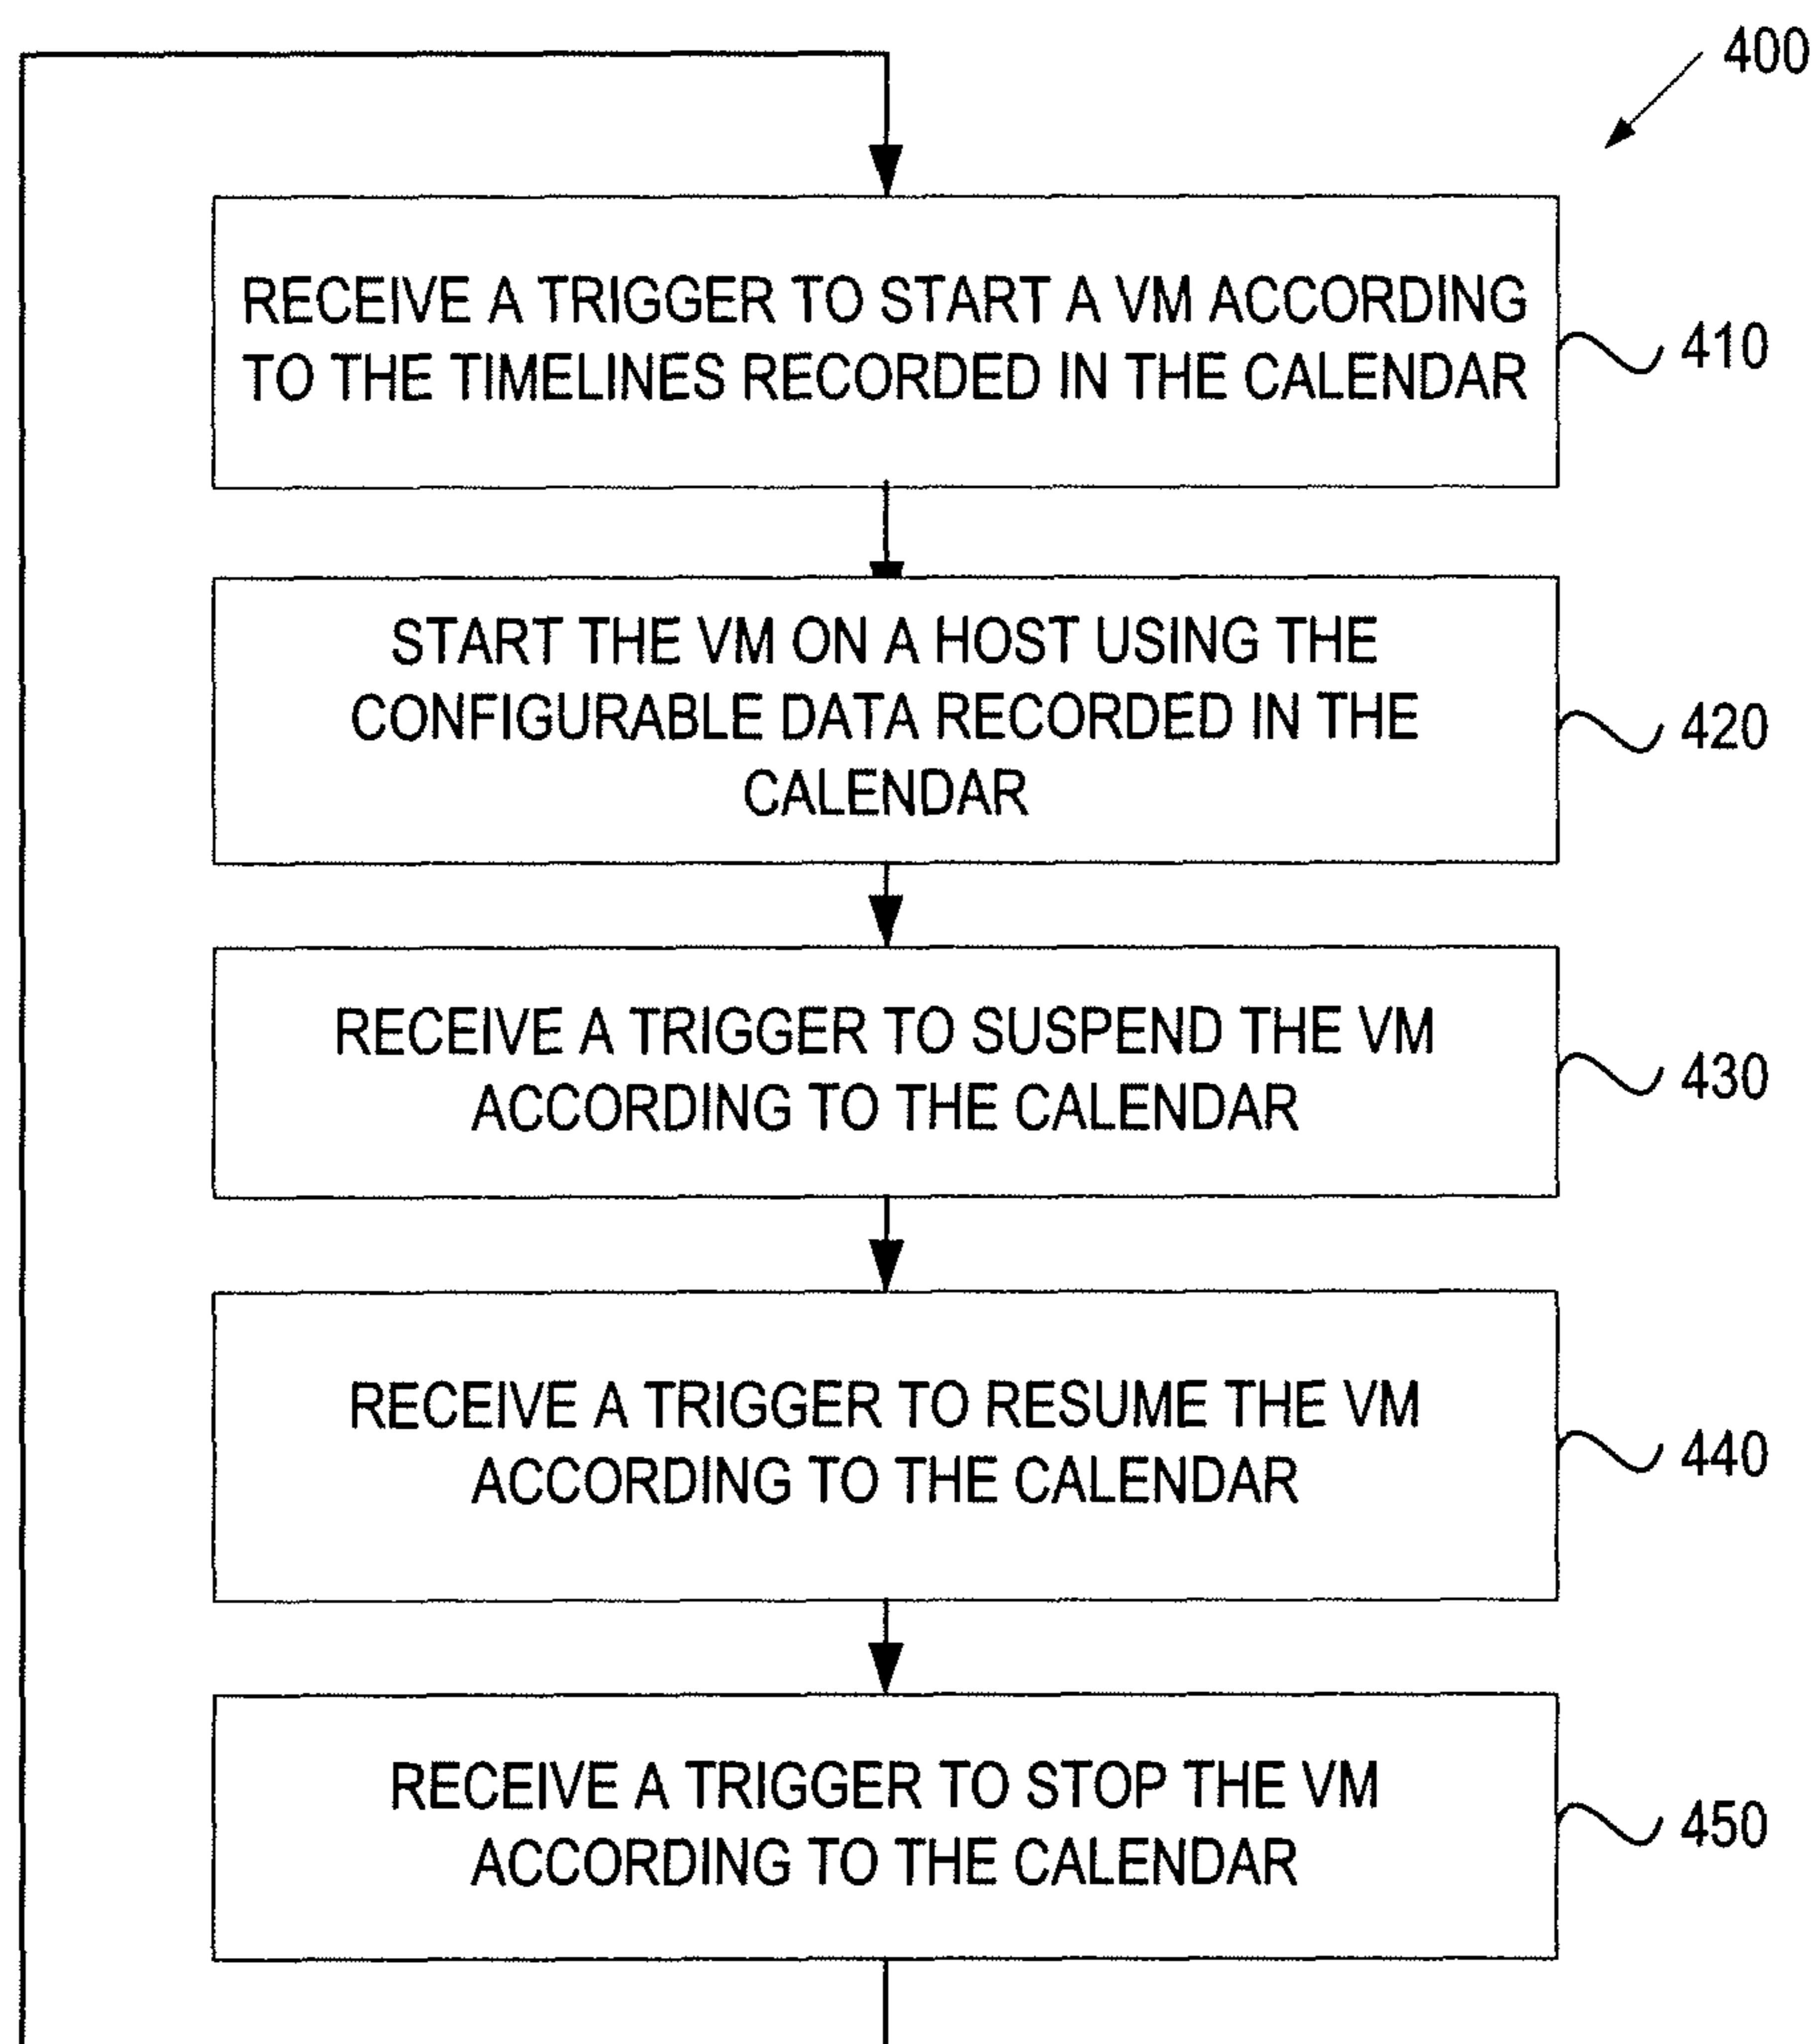 400
RECEIVE A TRIGGER TO START A VM ACCORDING
TO THE TIMELINES RECORDED IN THE CALENDAR
410
START THE VM ON A HOST USING THE
CONFIGURABLE DATA RECORDED IN THE
CALENDAR
420
RECEIVE A TRIGGER TO SUSPEND THE VM
ACCORDING TO THE CALENDAR
430
RECEIVE A TRIGGER TO RESUME THE VM
ACCORDING TO THE CALENDAR
440
RECEIVE A TRIGGER TO STOP THE VM
ACCORDING TO THE CALENDAR
450